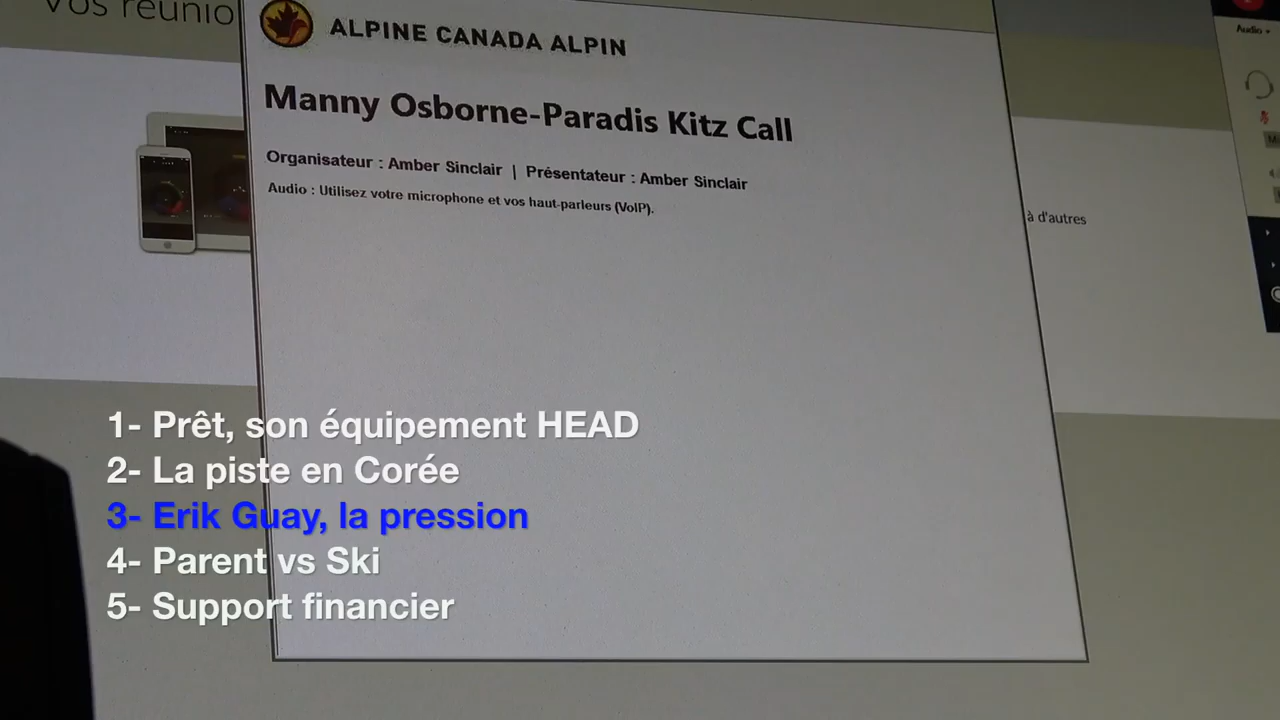 Vos réunio
ALPINE CANADA ALPIN
Audio
Manny Osborne-Paradis Kitz Call
Organisateur : Amber Sinclair | Présentateur : Amber Sinclair
Audio : Utilisez votre microphone et vos haut-parleurs (VoIP).
à d'autres
1- Prêt, son équipement HEAD
2- La piste en Corée
3- Erik Guay, la pression
4- Parent vs Ski
5- Support financier